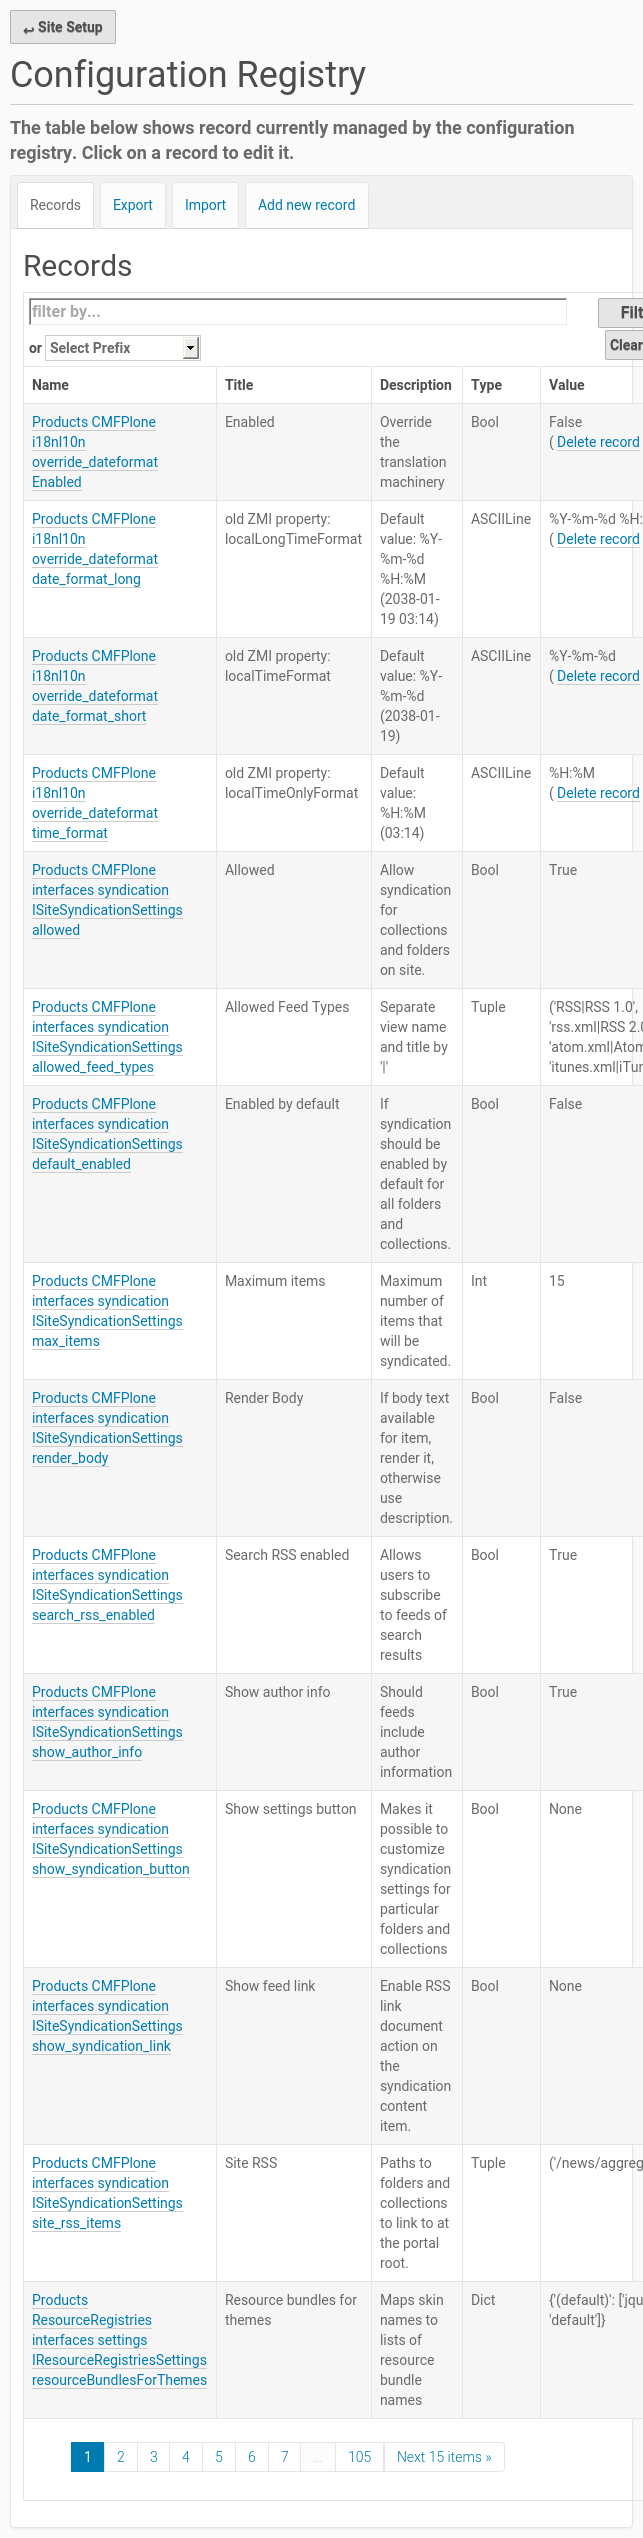 Site Setup
Configuration Registry
The table below shows record currently managed by the configuration
registry. Click on a record to edit it.
Records Export Import Add new record
Records
filter by...
or Select Prefix
Clear
Name Title Description Type Value
Products CMFPlone Enabled Override Bool False
i18nl10n the ( Delete record
override_dateformat translation
Enabled machinery
Products CMFPlone old ZMI property: Default ASCIILine %Y-%m-%d %H:
i18nl10n localLongTimeFormat value: %Y- ( Delete record
override_dateformat %m-%d
date_format_long %H:%M
(2038-01-
19 03:14)
Products CMFPlone old ZMI property: Default ASCIILine %Y-%m-%d
i18nl10n localTimeFormat value: %Y- ( Delete record
override_dateformat %m-%d
date_format_short (2038-01-
19)
Products CMFPlone old ZMI property: Default ASCIILine %H:%M
i18nl10n localTimeOnlyFormat value: ( Delete record
override_dateformat %H:%M
time_format (03:14)
Products CMFPlone Allowed Allow Bool True
interfaces syndication syndication
ISiteSyndicationSettings for
allowed collections
and folders
on site.
Products CMFPlone Allowed Feed Types Separate Tuple ('RSS|RSS 1.0',
interfaces syndication view name 'rss.xml|RSS 2.0
ISiteSyndicationSettings and title by 'atom.xml|Atom
allowed_feed_types '|' 'itunes.xml|iTun
Products CMFPlone Enabled by default If Bool False
interfaces syndication syndication
ISiteSyndicationSettings should be
default_enabled enabled by
default for
all folders
and
collections.
Products CMFPlone Maximum items Maximum Int 15
interfaces syndication number of
ISiteSyndicationSettings items that
max_items will be
syndicated.
Products CMFPlone Render Body If body text Bool False
interfaces syndication available
ISiteSyndicationSettings for item,
render_body render it,
otherwise
use
description.
Products CMFPlone Search RSS enabled Allows Bool True
interfaces syndication users to
ISiteSyndicationSettings subscribe
search_rss_enabled to feeds of
search
results
Products CMFPlone Show author info Should Bool True
interfaces syndication feeds
ISiteSyndicationSettings include
show_author_info author
information
Products CMFPlone Show settings button Makes it Bool None
interfaces syndication possible to
ISiteSyndicationSettings customize
show_syndication_button syndication
settings for
particular
folders and
collections
Products CMFPlone Show feed link Enable RSS Bool None
interfaces syndication link
ISiteSyndicationSettings document
show_syndication_link action on
the
syndication
content
item.
Products CMFPlone Site RSS Paths to Tuple ('/news/aggreg
interfaces syndication folders and
ISiteSyndicationSettings collections
site_rss_items to link to at
the portal
root.
Products Resource bundles for Maps skin Dict {'(default)': ['jqu
ResourceRegistries themes names to 'default']}
interfaces settings lists of
IResourceRegistriesSettings resource
resourceBundlesForThemes bundle
names
1 2 3 4 5 6 7 ... 105 Next 15 items »